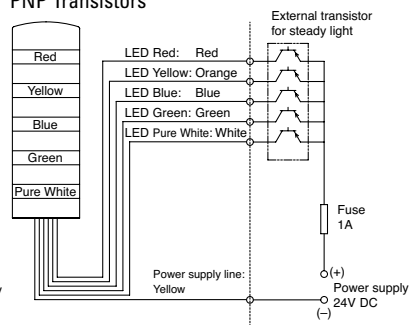 PNP Transistors
External transistor
for steady light
Red
Yellow
Blue
Green
Pure White
LED Red: Red
LED Yellow: Orange
LED Blue: Blue
LED Green: Green
LED Pure White: White
Fuse
1A
Power supply line:
Yellow
(+)
Power supply
24V DC
(–)